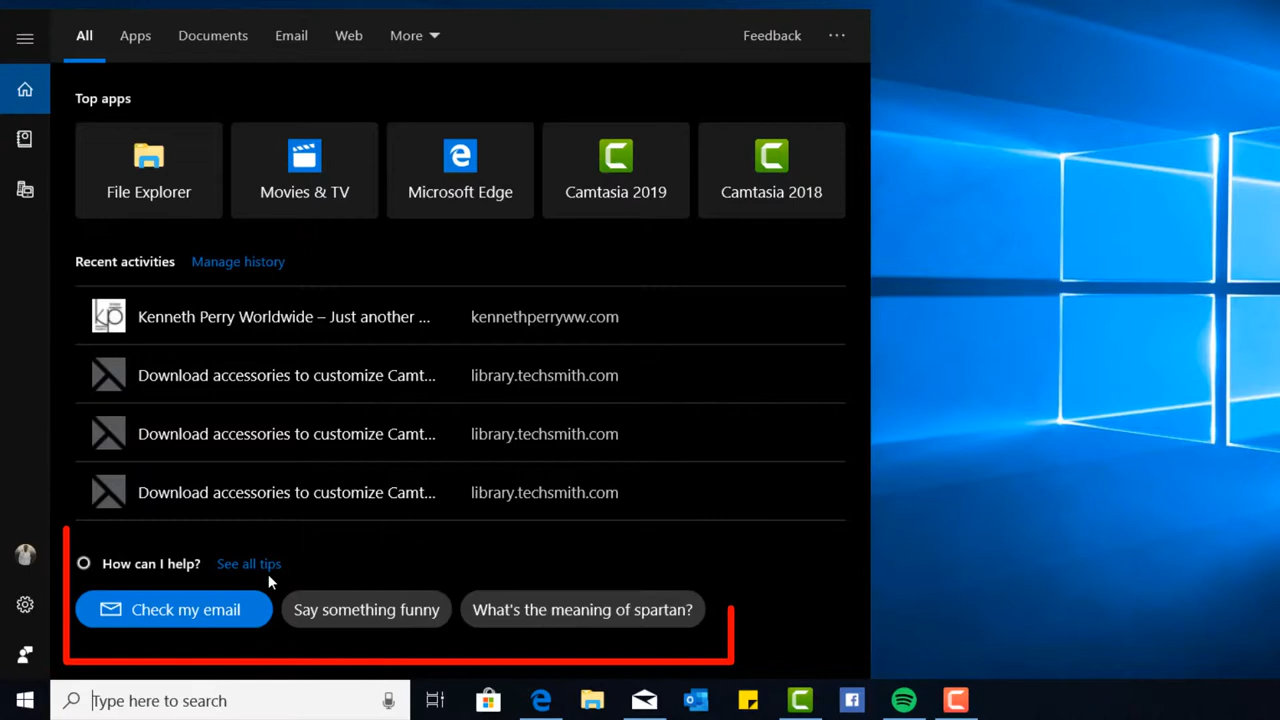 All Apps Documents Email Web More Feedback ...
Top apps
File Explorer Movies & TV Microsoft Edge Camtasia 2019 Camtasia 2018
Recent activities Manage history
kp Kenneth Perry Worldwide – Just another ... kennethperryww.com
Download accessories to customize Camt... library.techsmith.com
Download accessories to customize Camt... library.techsmith.com
Download accessories to customize Camt... library.techsmith.com
How can I help? See all tips
Check my email Say something funny What's the meaning of spartan?
Type here to search